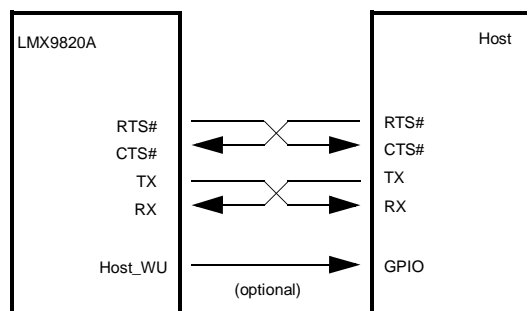 LMX9820A
Host
RTS#
CTS#
TX
RX
Host_WU
RTS#
CTS#
TX
RX
GPIO
(optional)